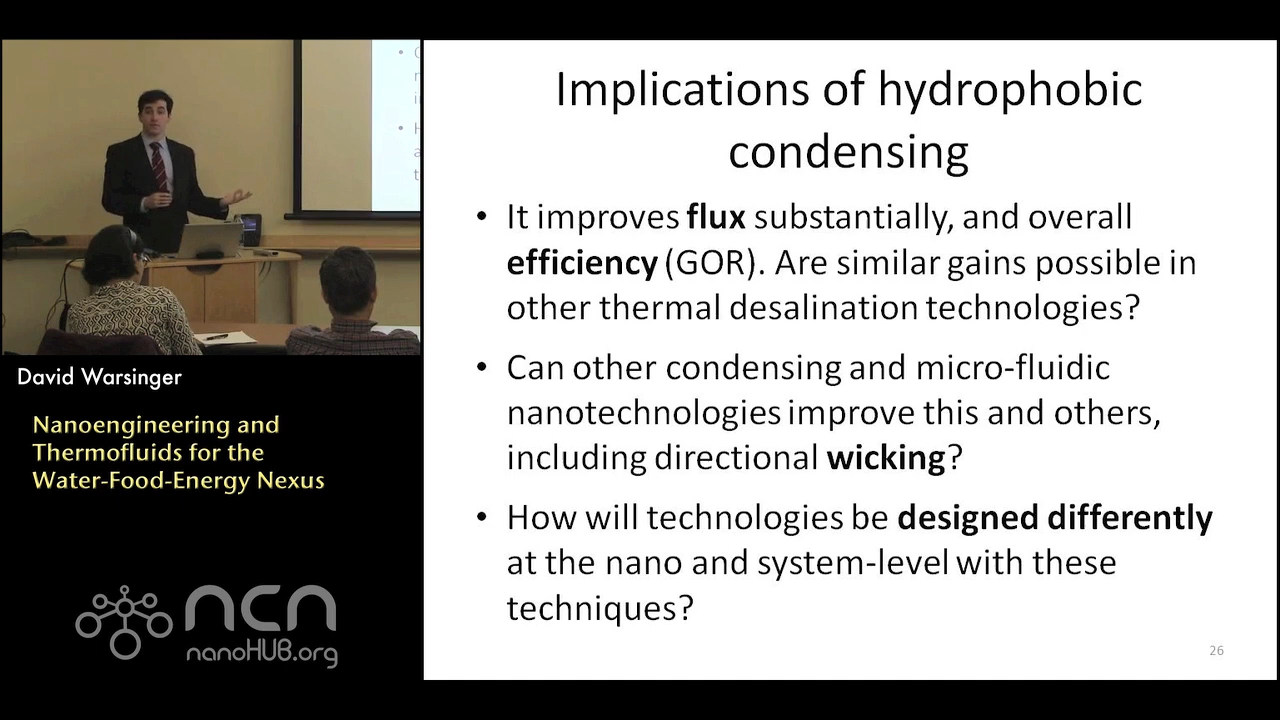 Implications of hydrophobic
condensing
• It improves flux substantially, and overall
efficiency (GOR). Are similar gains possible in
other thermal desalination technologies?
• Can other condensing and micro-fluidic
nanotechnologies improve this and others,
including directional wicking?
• How will technologies be designed differently
at the nano and system-level with these
techniques?
26
David Warsinger
Nanoengineering and
Thermofluids for the
Water-Food-Energy Nexus
ncn
nanoHUB.org